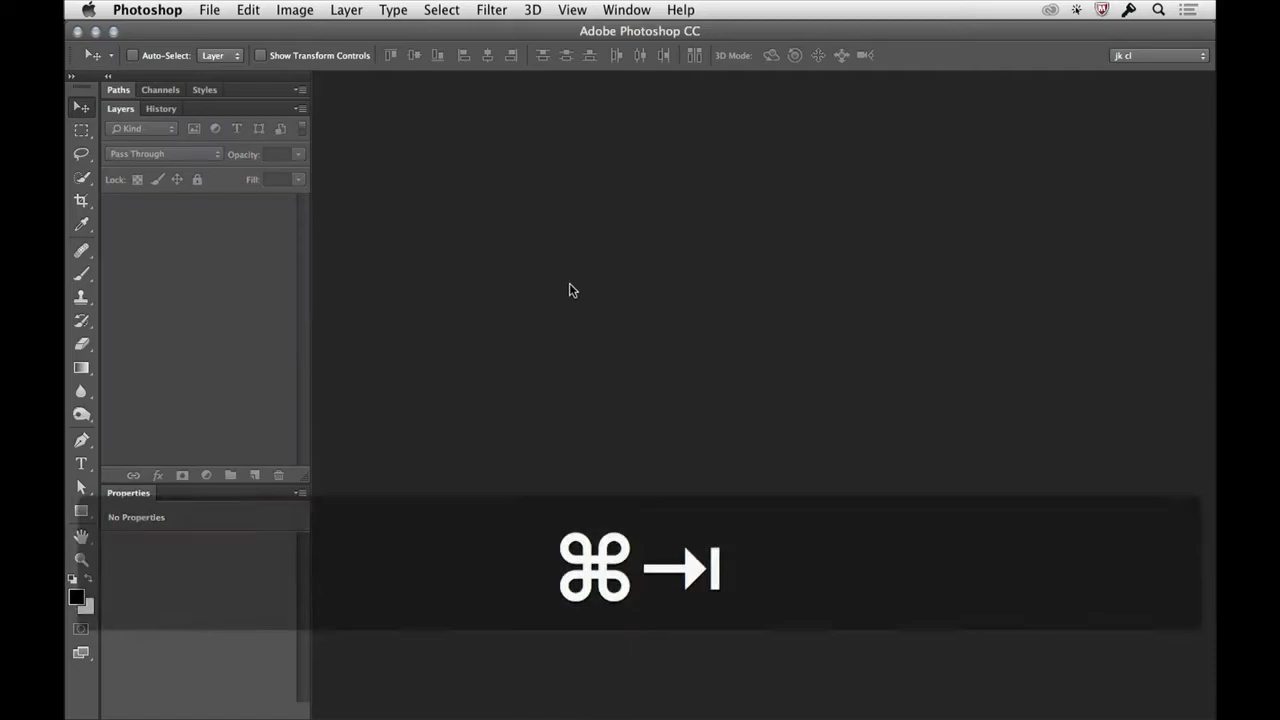 Photoshop File Edit Image Layer Type Select Filter 3D View Window Help
Adobe Photoshop CC
Auto-Select: Layer Show Transform Controls 3D Mode: jk cl
Paths Channels Styles
Layers History
Kind
Pass Through Opacity:
Lock: Fill:
Properties
No Properties
⌘⇥